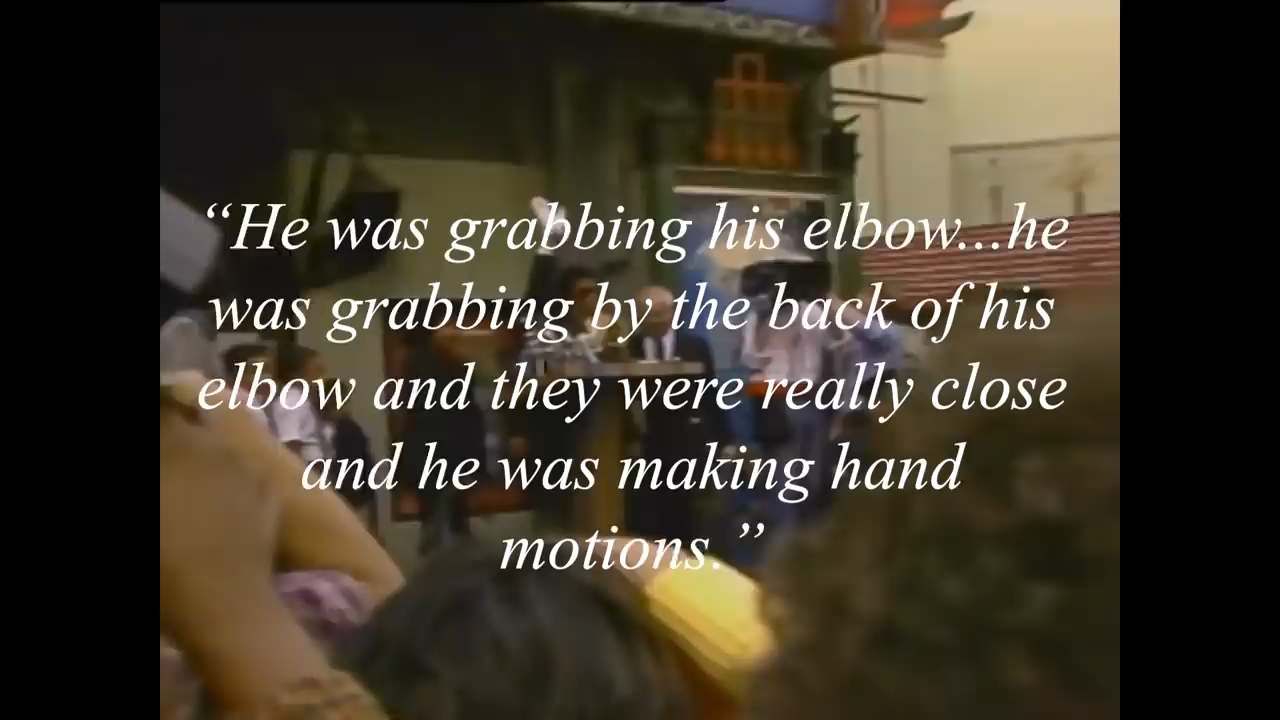 “He was grabbing his elbow...he
was grabbing by the back of his
elbow and they were really close
and he was making hand
motions.”